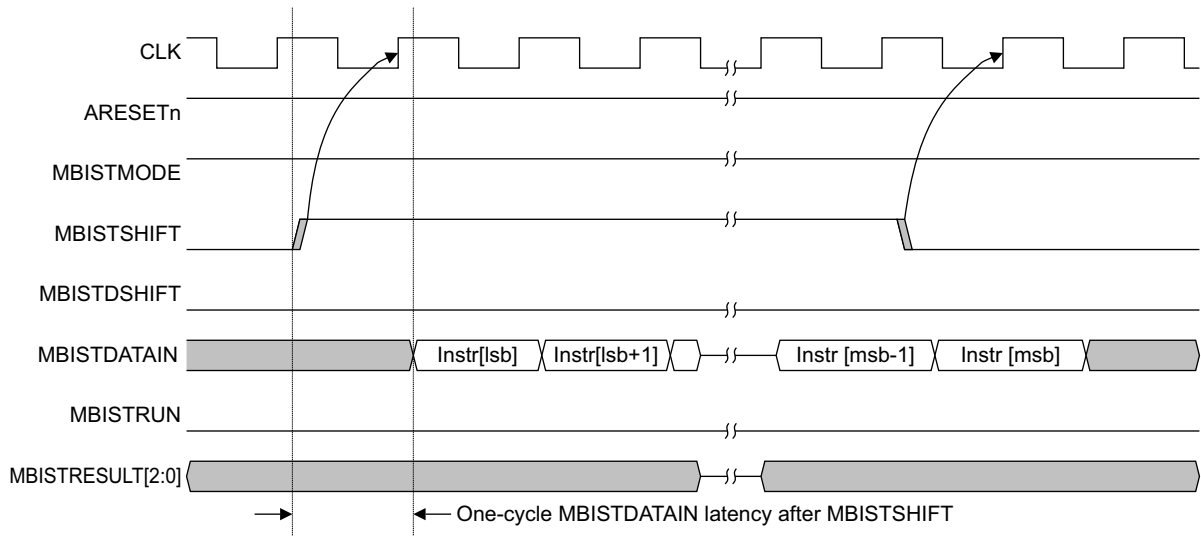 CLK
ARESETn
MBISTMODE
MBISTSHIFT
MBISTDSHIFT
MBISTDATAIN Instr[lsb] Instr[lsb+1] Instr [msb-1] Instr [msb]
MBISTRUN
MBISTRESULT[2:0]
One-cycle MBISTDATAIN latency after MBISTSHIFT